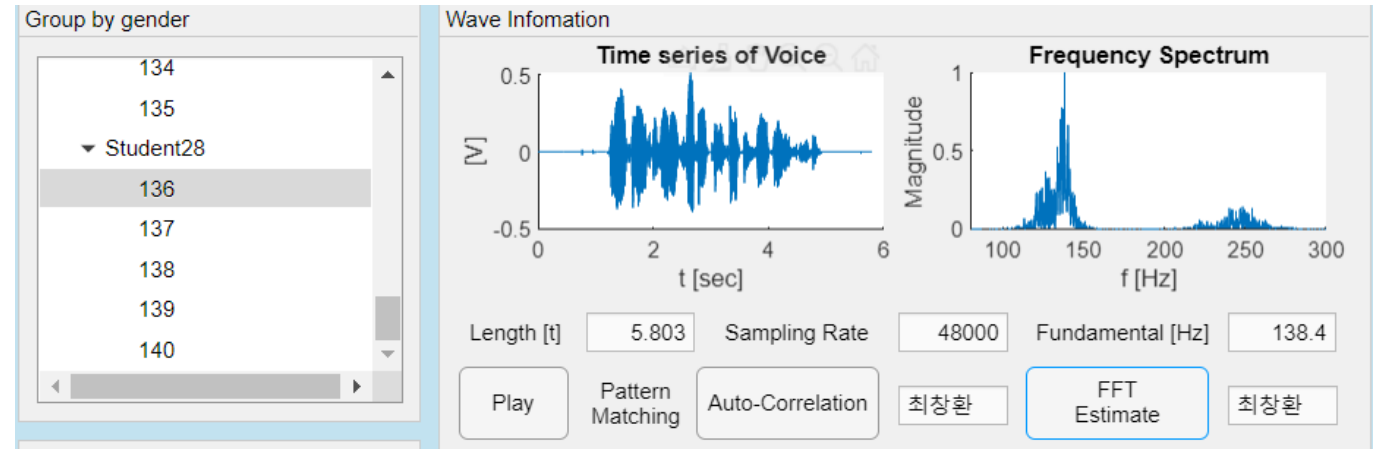 Group by gender
134
135
Student28
136
137
138
139
140
Wave Infomation
Time series of Voice
0.5
0
-0.5
[V]
0 2 4 6
t [sec]
Frequency Spectrum
1
0.5
0
Magnitude
100 150 200 250 300
f [Hz]
Length [t] 5.803 Sampling Rate 48000 Fundamental [Hz] 138.4
Play
Pattern
Matching
Auto-Correlation
최창환
FFT
Estimate
최창환